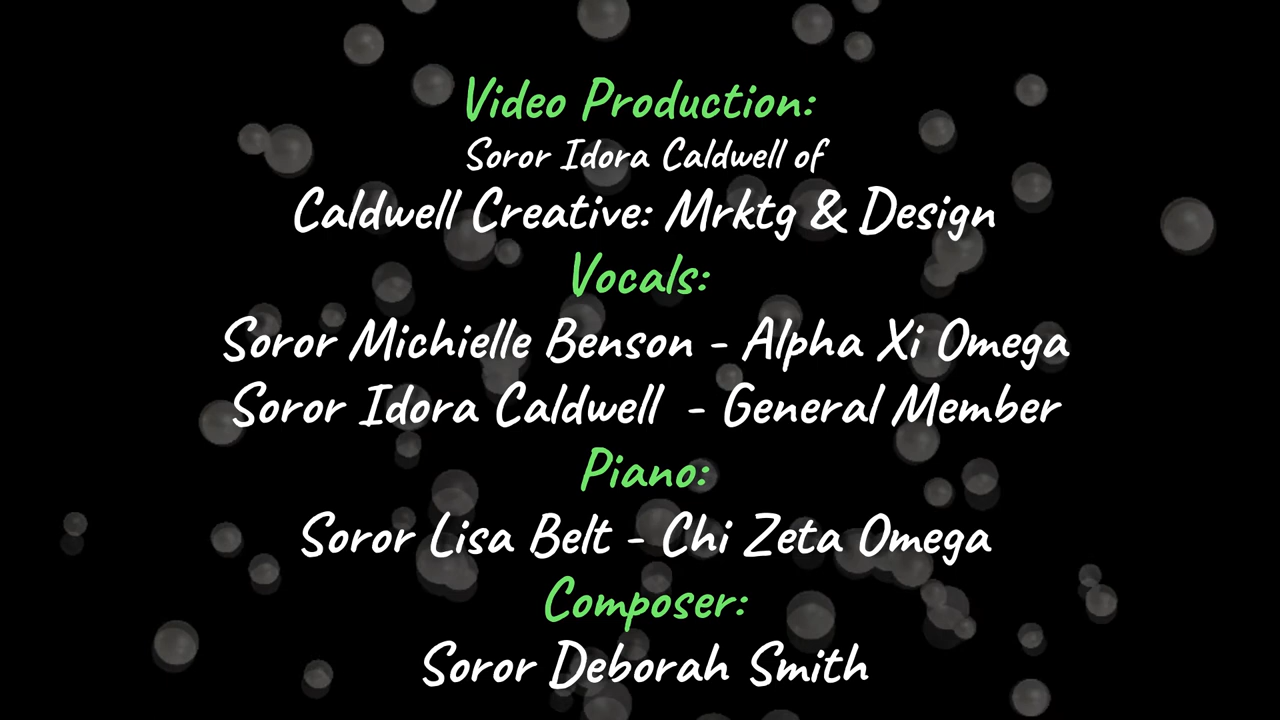 Video Production:
Soror Idora Caldwell of
Caldwell Creative: Mrktg & Design
Vocals:
Soror Michielle Benson - Alpha Xi Omega
Soror Idora Caldwell - General Member
Piano:
Soror Lisa Belt - Chi Zeta Omega
Composer:
Soror Deborah Smith